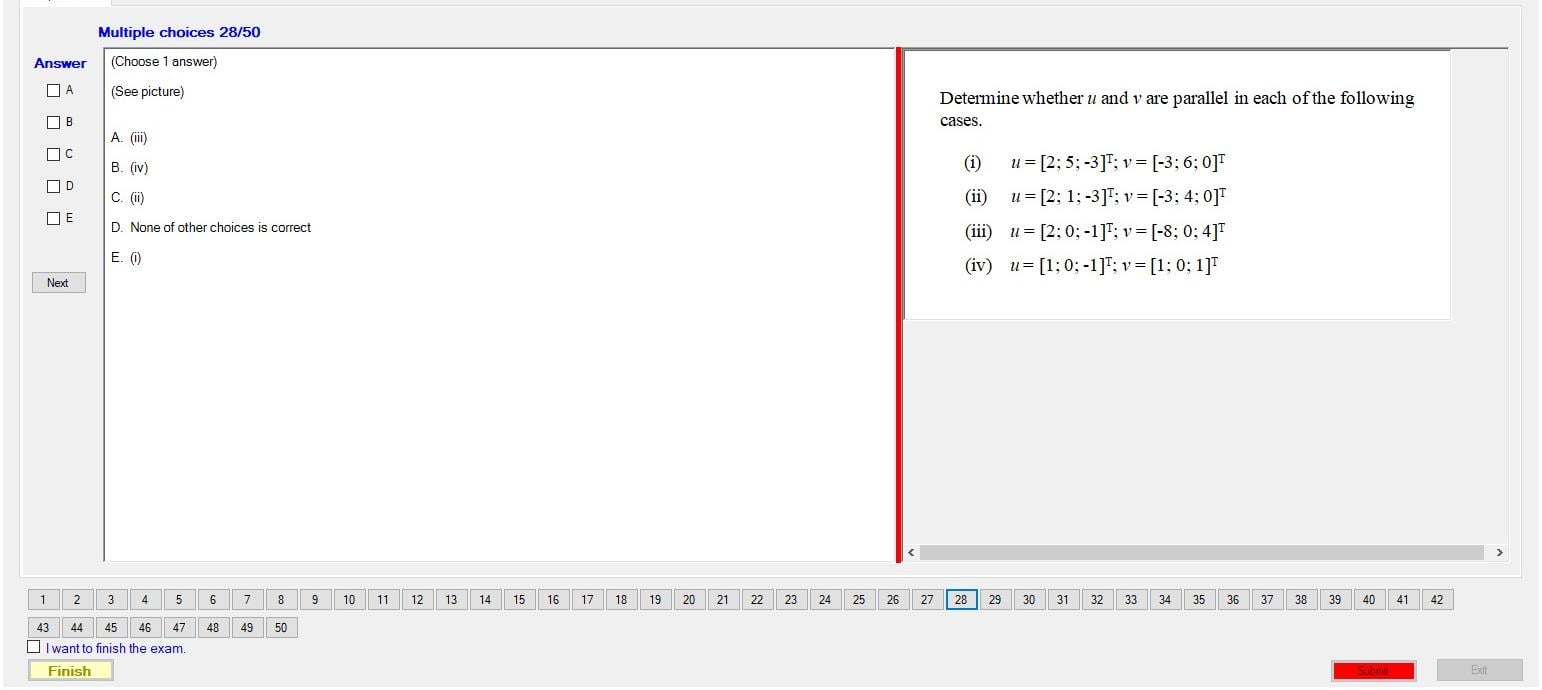 Multiple choices 28/50
Answer
A
B
C
D
E
Next
(Choose 1 answer)
(See picture)
A. (iii)
B. (iv)
C. (ii)
D. None of other choices is correct
E. (i)
Determine whether u and v are parallel in each of the following
cases.
(i) u = [2; 5; -3]ᵀ; v = [-3; 6; 0]ᵀ
(ii) u = [2; 1; -3]ᵀ; v = [-3; 4; 0]ᵀ
(iii) u = [2; 0; -1]ᵀ; v = [-8; 0; 4]ᵀ
(iv) u = [1; 0; -1]ᵀ; v = [1; 0; 1]ᵀ
1 2 3 4 5 6 7 8 9 10 11 12 13 14 15 16 17 18 19 20 21 22 23 24 25 26 27 28 29 30 31 32 33 34 35 36 37 38 39 40 41 42
43 44 45 46 47 48 49 50
I want to finish the exam.
Finish
Submit
Exit